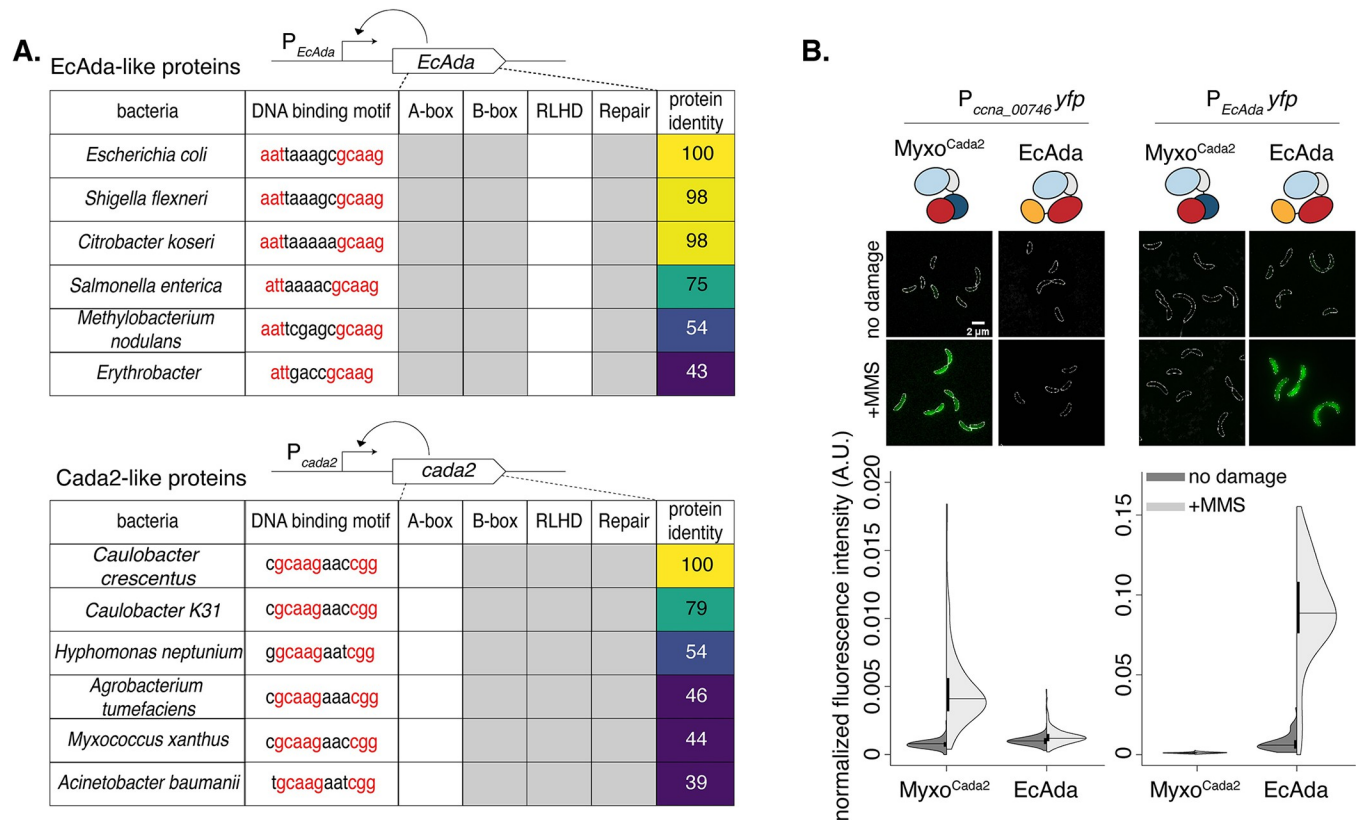 A.
P EcAda
EcAda
EcAda-like proteins
bacteria DNA binding motif A-box B-box RLHD Repair protein identity
Escherichia coli aattaaagcgcaag 100
Shigella flexneri aattaaagcgcaag 98
Citrobacter koseri aattaaaaagcaag 98
Salmonella enterica attaaaacgcaag 75
Methylobacterium nodulans aattcgagcgcaag 54
Erythrobacter attgaccgcaag 43
P cada2
cada2
Cada2-like proteins
bacteria DNA binding motif A-box B-box RLHD Repair protein identity
Caulobacter crescentus cgcaagaaccgg 100
Caulobacter K31 cgcaagaaccgg 79
Hyphomonas neptunium ggcaagaatcgg 54
Agrobacterium tumefaciens cgcaagaaacgg 46
Myxococcus xanthus cgcaagaaccgg 44
Acinetobacter baumanii tgcaagaatcgg 39
B.
P ccna_00746 yfp
P EcAda yfp
Myxo Cada2 EcAda Myxo Cada2 EcAda
no damage
2 µm
+MMS
normalized fluorescence intensity (A.U.)
0.020
0.015
0.010
0.005
0
Myxo Cada2 EcAda
no damage
+MMS
0.15
0.10
0.05
0
Myxo Cada2 EcAda